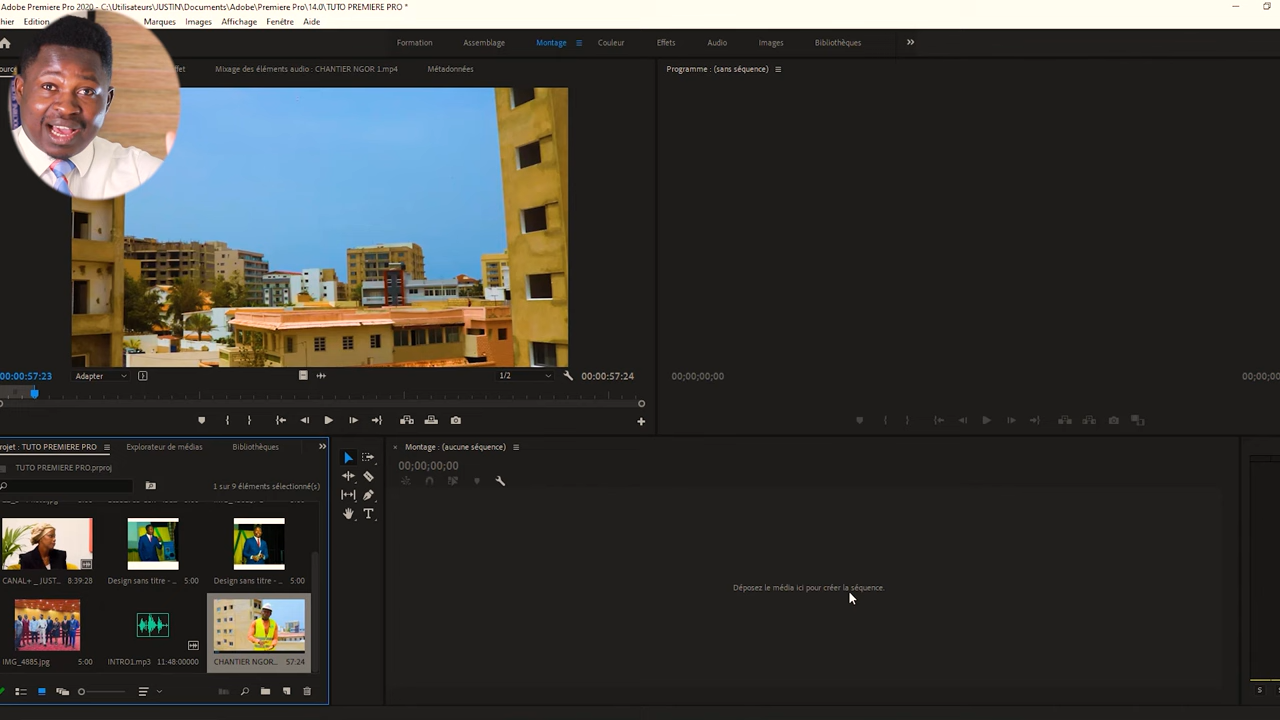 Adobe Premiere Pro 2020 - C:\Utilisateurs\JUSTIN\Documents\Adobe\Premiere Pro\14.0\TUTO PREMIERE PRO *
hier Edition Marques Images Affichage Fenêtre Aide
Formation Assemblage Montage Couleur Effets Audio Images Bibliothèques
ffet Mixage des éléments audio : CHANTIER NGOR 1.mp4 Métadonnées
Programme : (sans séquence)
00:00:57:23 Adapter 1/2 00:00:57:24
00;00;00;00 00;00;00
rojet : TUTO PREMIERE PRO Explorateur de médias Bibliothèques
TUTO PREMIERE PRO.prproj
1 sur 9 éléments sélectionné(s)
CANAL+ _ JUST... 8:39:28 Design sans titre - ... 5:00 Design sans titre - ... 5:00
IMG_4885.jpg 5:00 INTRO1.mp3 11:48:00000 CHANTIER NGOR... 57:24
Montage : (aucune séquence)
00;00;00;00
Déposez le média ici pour créer la séquence.
S